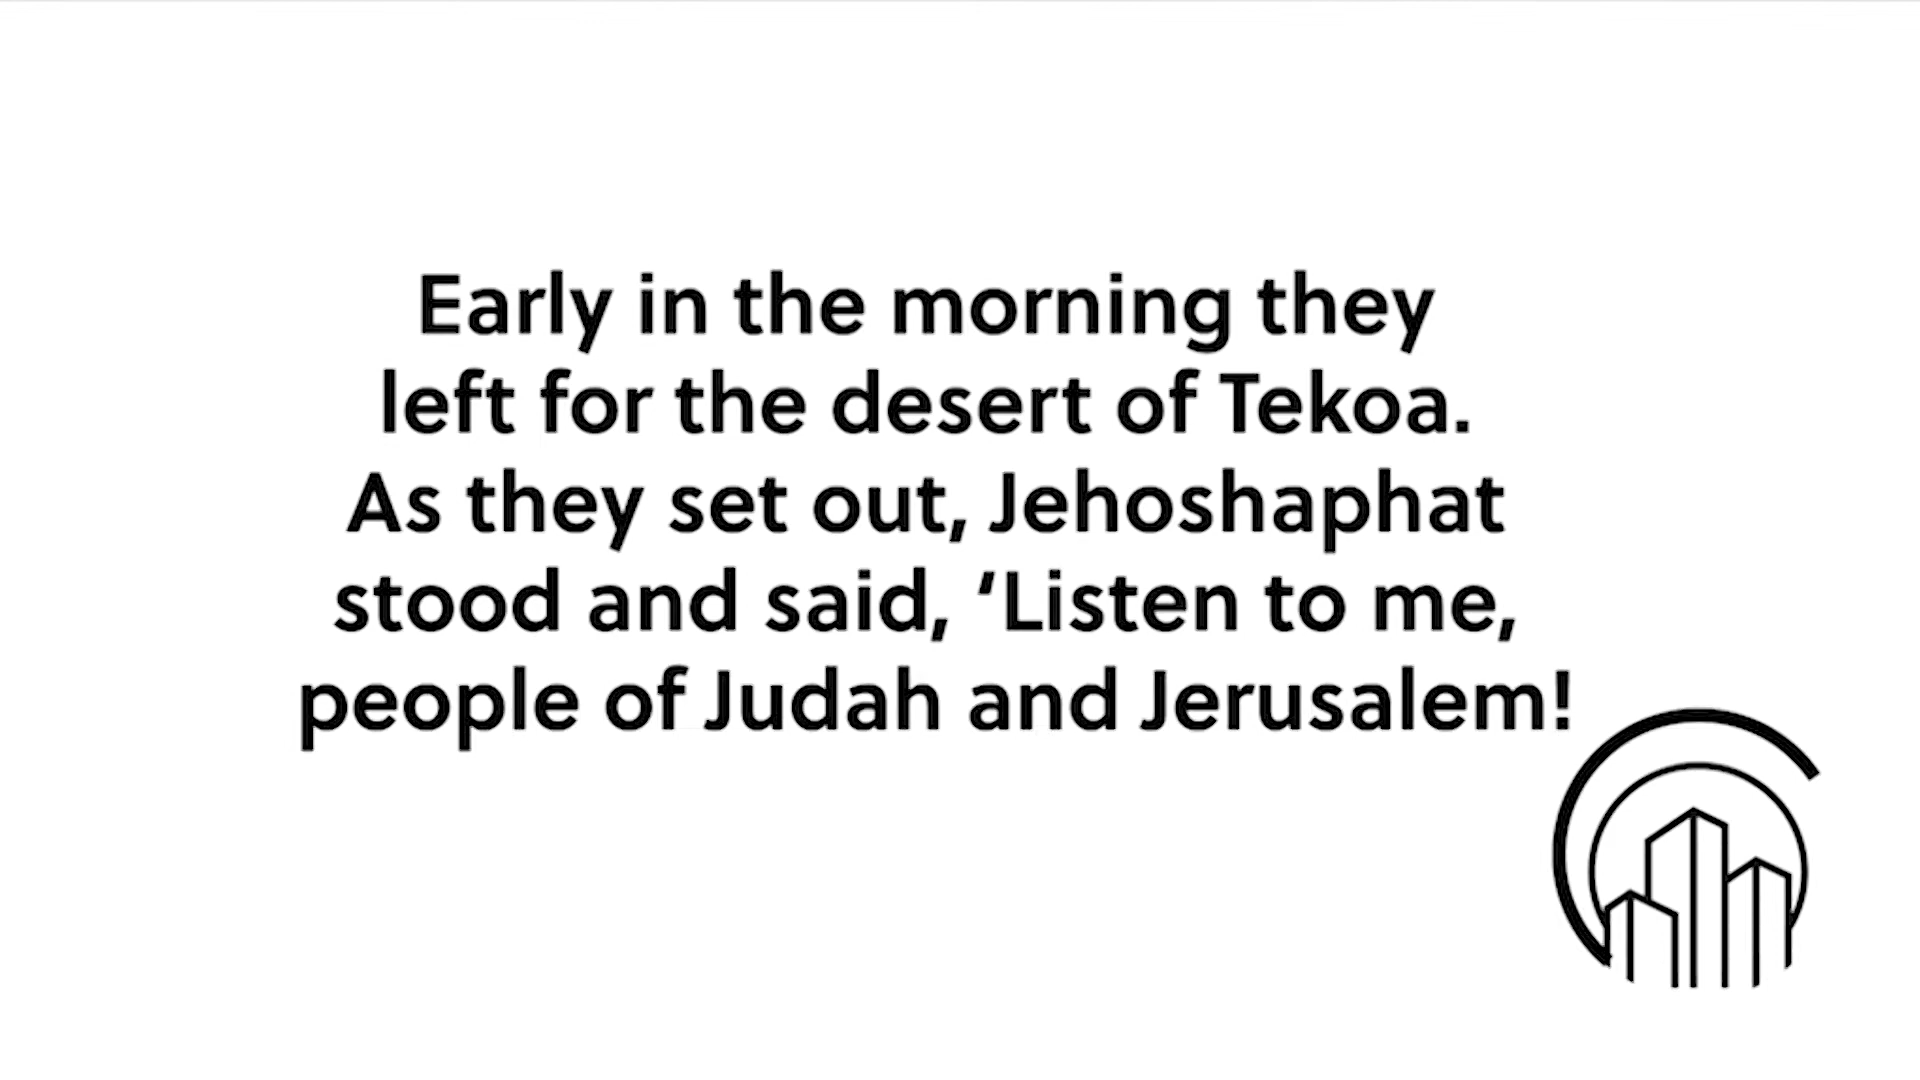 Early in the morning they
left for the desert of Tekoa.
As they set out, Jehoshaphat
stood and said, ‘Listen to me,
people of Judah and Jerusalem!